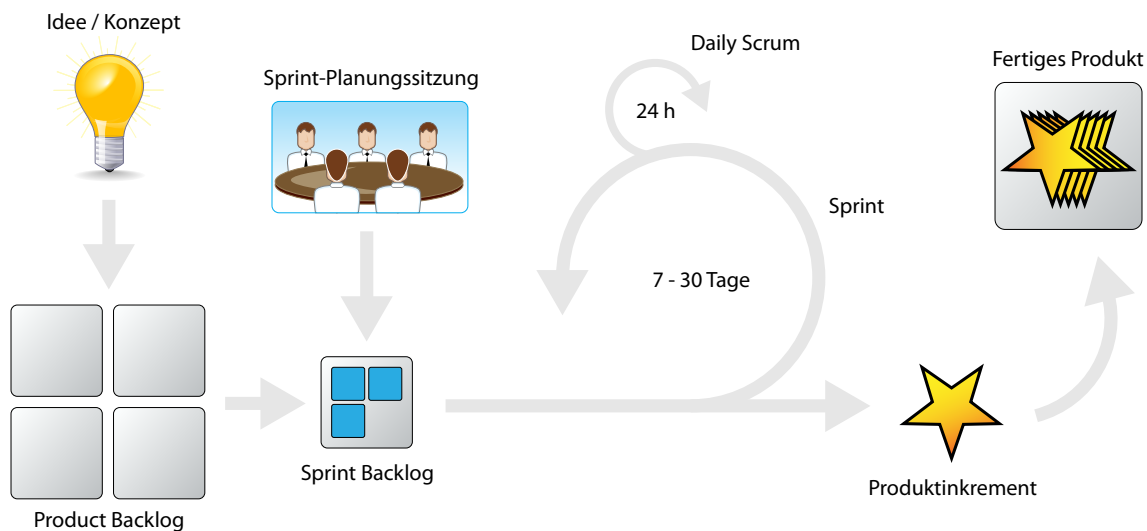 Idee / Konzept
Sprint-Planungssitzung
Daily Scrum
Fertiges Produkt
24 h
Sprint
7 - 30 Tage
Sprint Backlog
Produktinkrement
Product Backlog